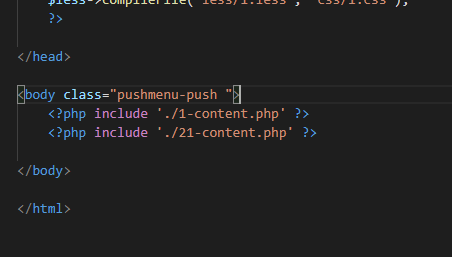 $less->compileFile("less/1.less", "css/1.css");
?>
</head>
<body class="pushmenu-push ">
<?php include './1-content.php' ?>
<?php include './21-content.php' ?>
</body>
</html>